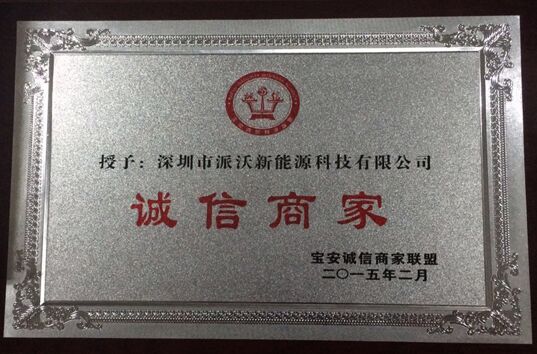 授予：深圳市派沃新能源科技有限公司
诚信商家
宝安诚信商家联盟
二〇一五年二月